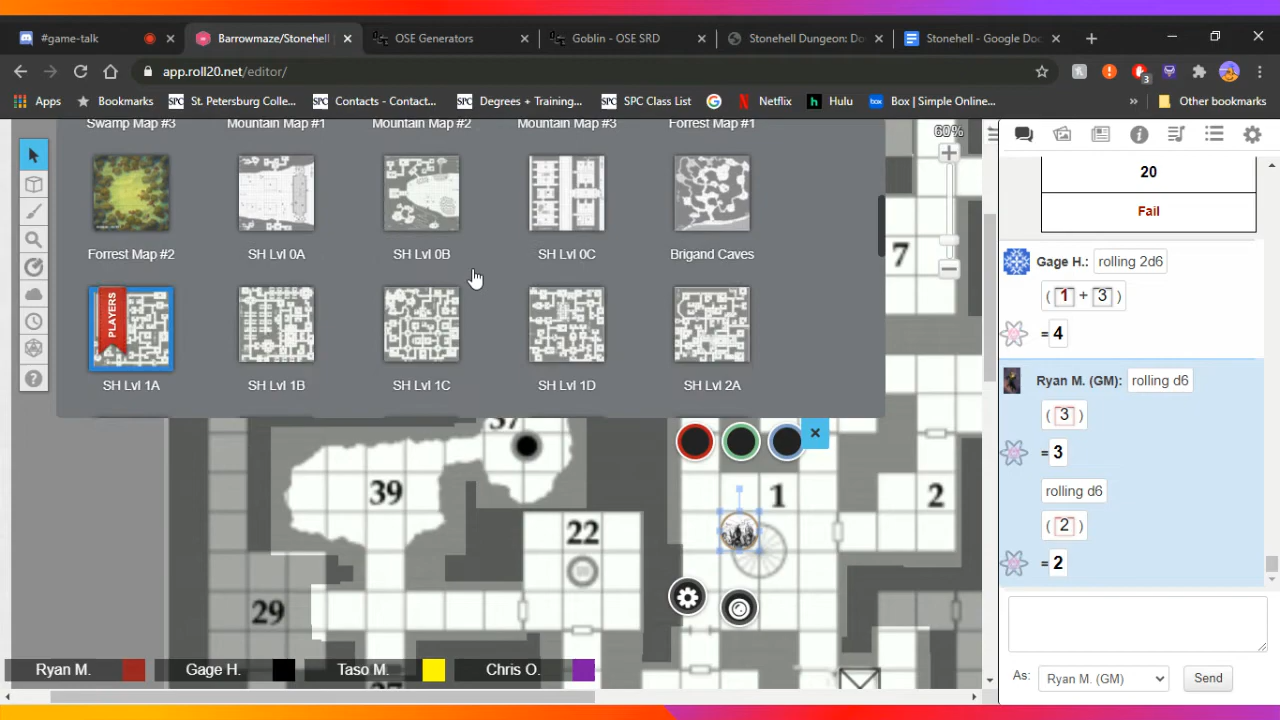 #game-talk
Barrowmaze/Stonehell
OSE Generators
Goblin - OSE SRD
Stonehell Dungeon: Do
Stonehell - Google Doc
app.roll20.net/editor/
3
Apps
Bookmarks
SPC St. Petersburg Colle...
SPC Contacts - Contact...
SPC Degrees + Training...
SPC SPC Class List
Netflix
h Hulu
box Box | Simple Online...
Other bookmarks
Swamp Map #3
Mountain Map #1
Mountain Map #2
Mountain Map #3
Forrest Map #1
60%
Forrest Map #2
SH Lvl 0A
SH Lvl 0B
SH Lvl 0C
Brigand Caves
PLAYERS
SH Lvl 1A
SH Lvl 1B
SH Lvl 1C
SH Lvl 1D
SH Lvl 2A
7
37
39
22
1
2
29
Ryan M.
Gage H.
Taso M.
Chris O.
20
Fail
Gage H.: rolling 2d6
( 1 + 3 )
= 4
Ryan M. (GM): rolling d6
( 3 )
= 3
rolling d6
( 2 )
= 2
As: Ryan M. (GM)
Send